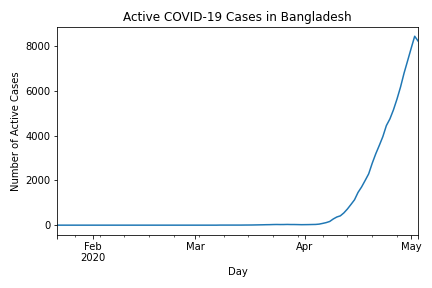 Active COVID-19 Cases in Bangladesh
8000
6000
4000
2000
0
Number of Active Cases
Feb
2020
Mar
Apr
May
Day